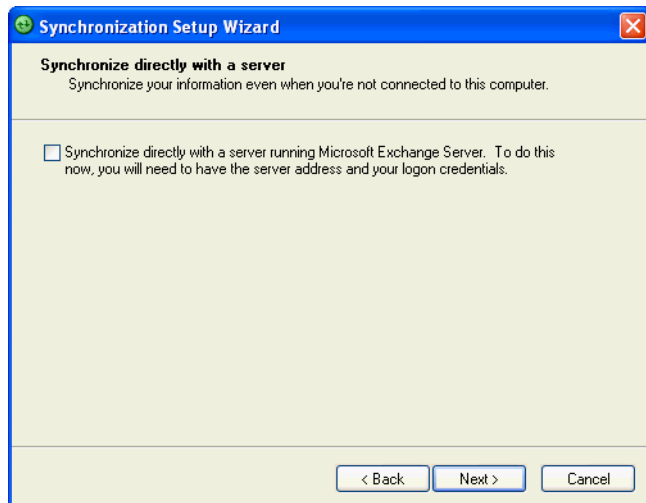 Synchronization Setup Wizard
Synchronize directly with a server
Synchronize your information even when you're not connected to this computer.
Synchronize directly with a server running Microsoft Exchange Server. To do this
now, you will need to have the server address and your logon credentials.
< Back Next > Cancel